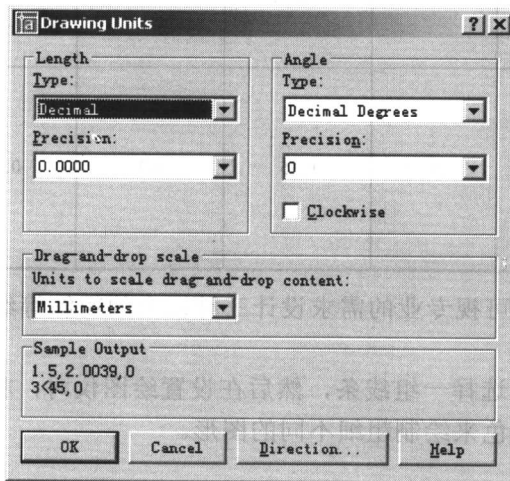 Drawing Units
Length
Type:
Decimal
Precision:
0.0000
Angle
Type:
Decimal Degrees
Precision:
0
Clockwise
Drag-and-drop scale
Units to scale drag-and-drop content:
Millimeters
Sample Output
1.5,2.0039,0
3<45,0
OK
Cancel
Direction...
Help